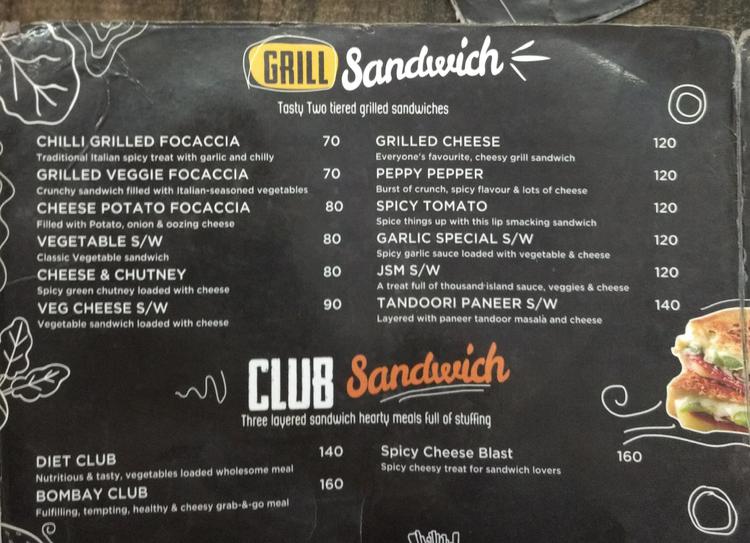 GRILL Sandwich
Tasty Two tiered grilled sandwiches
CHILLI GRILLED FOCACCIA 70
Traditional Italian spicy treat with garlic and chilly
GRILLED VEGGIE FOCACCIA 70
Crunchy sandwich filled with Italian-seasoned vegetables
CHEESE POTATO FOCACCIA 80
Filled with Potato, onion & oozing cheese
VEGETABLE S/W 80
Classic Vegetable sandwich
CHEESE & CHUTNEY 80
Spicy green chutney loaded with cheese
VEG CHEESE S/W 90
Vegetable sandwich loaded with cheese
GRILLED CHEESE 120
Everyone's favourite, cheesy grill sandwich
PEPPY PEPPER 120
Burst of crunch, spicy flavour & lots of cheese
SPICY TOMATO 120
Spice things up with this lip smacking sandwich
GARLIC SPECIAL S/W 120
Spicy garlic sauce loaded with vegetable & cheese
JSM S/W 120
A treat full of thousand-island sauce, veggies & cheese
TANDOORI PANEER S/W 140
Layered with paneer tandoor masala and cheese
CLUB Sandwich
Three layered sandwich hearty meals full of stuffing
DIET CLUB 140
Nutritious & tasty, vegetables loaded wholesome meal
BOMBAY CLUB 160
Fulfilling, tempting, healthy & cheesy grab-&-go meal
Spicy Cheese Blast 160
Spicy cheesy treat for sandwich lovers